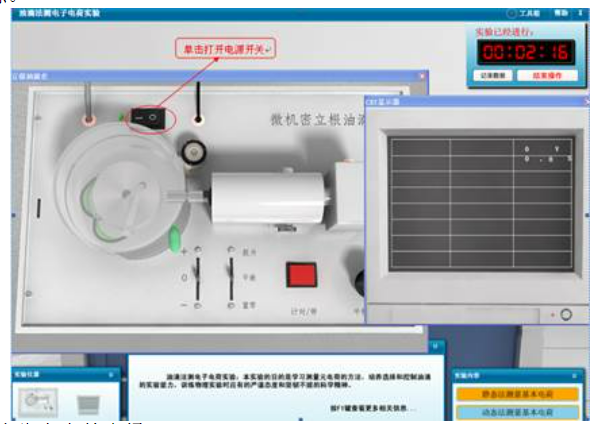 油滴法测电子电荷实验
工具箱 帮助 X
实验已经进行:
00:02:16
记录数据 结束操作
单击打开电源开关
CRT显示器
微机密立根油滴
0 V
0.0 S
+ 提升
0 平衡
- 置零
计时/停
油滴法测电子电荷实验: 本实验的目的是学习测量元电荷的方法, 培养选择和控制油滴
的实验能力, 训练物理实验时应有的严谨态度和坚韧不拔的科学精神。
按F1键查看更多相关信息...
实验仪器
实验内容
静态法测量基本电荷
动态法测量基本电荷